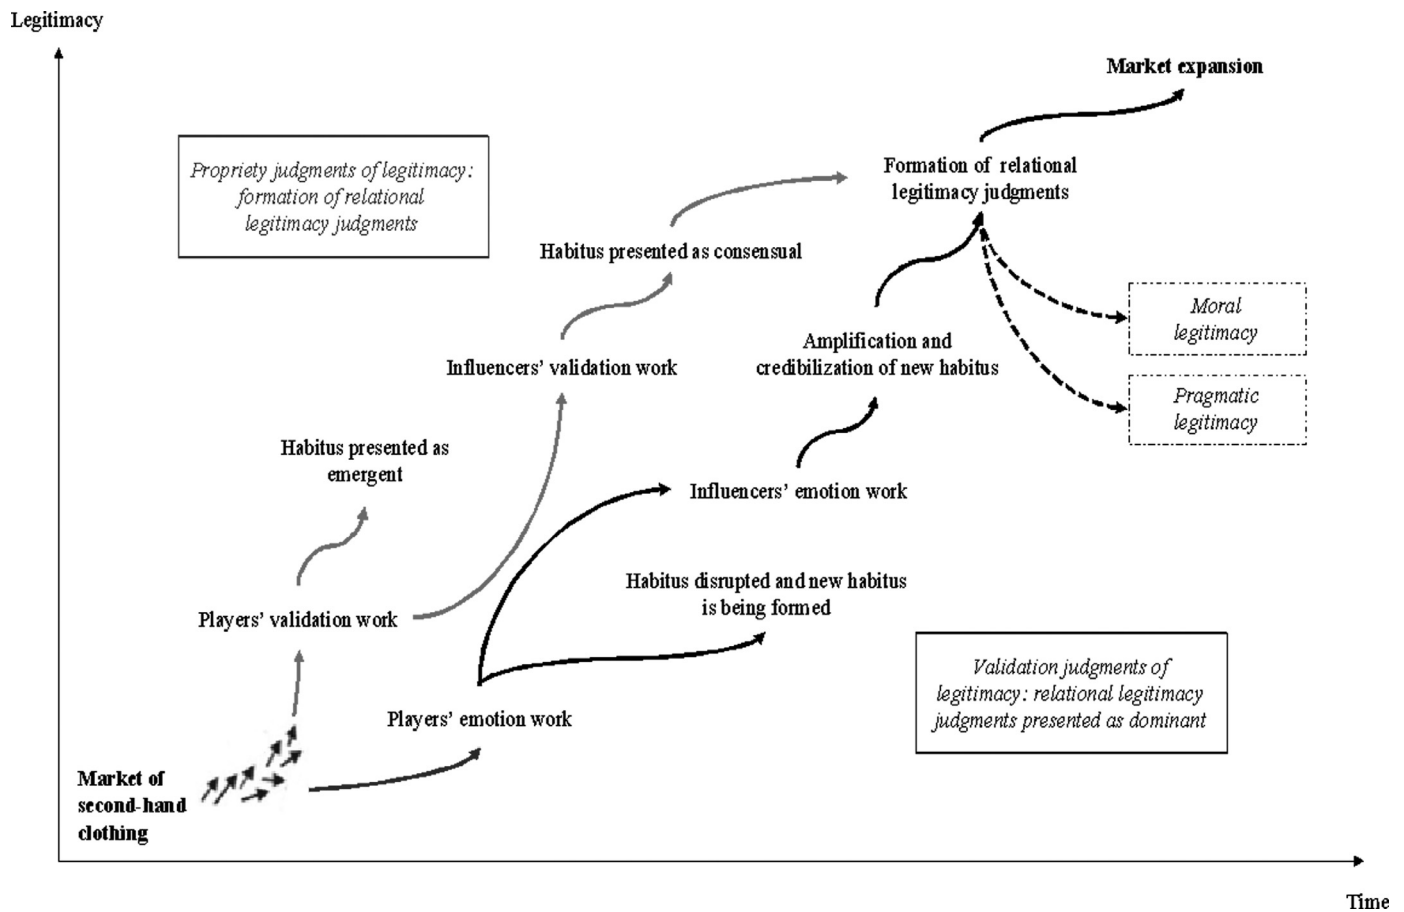 Legitimacy
Market expansion
Propriety judgments of legitimacy:
formation of relational
legitimacy judgments
Formation of relational
legitimacy judgments
Habitus presented as consensual
Moral
legitimacy
Amplification and
credibilization of new habitus
Influencers’ validation work
Pragmatic
legitimacy
Habitus presented as
emergent
Influencers’ emotion work
Habitus disrupted and new habitus
is being formed
Players’ validation work
Validation judgments of
legitimacy: relational legitimacy
judgments presented as dominant
Players’ emotion work
Market of
second-hand
clothing
Time